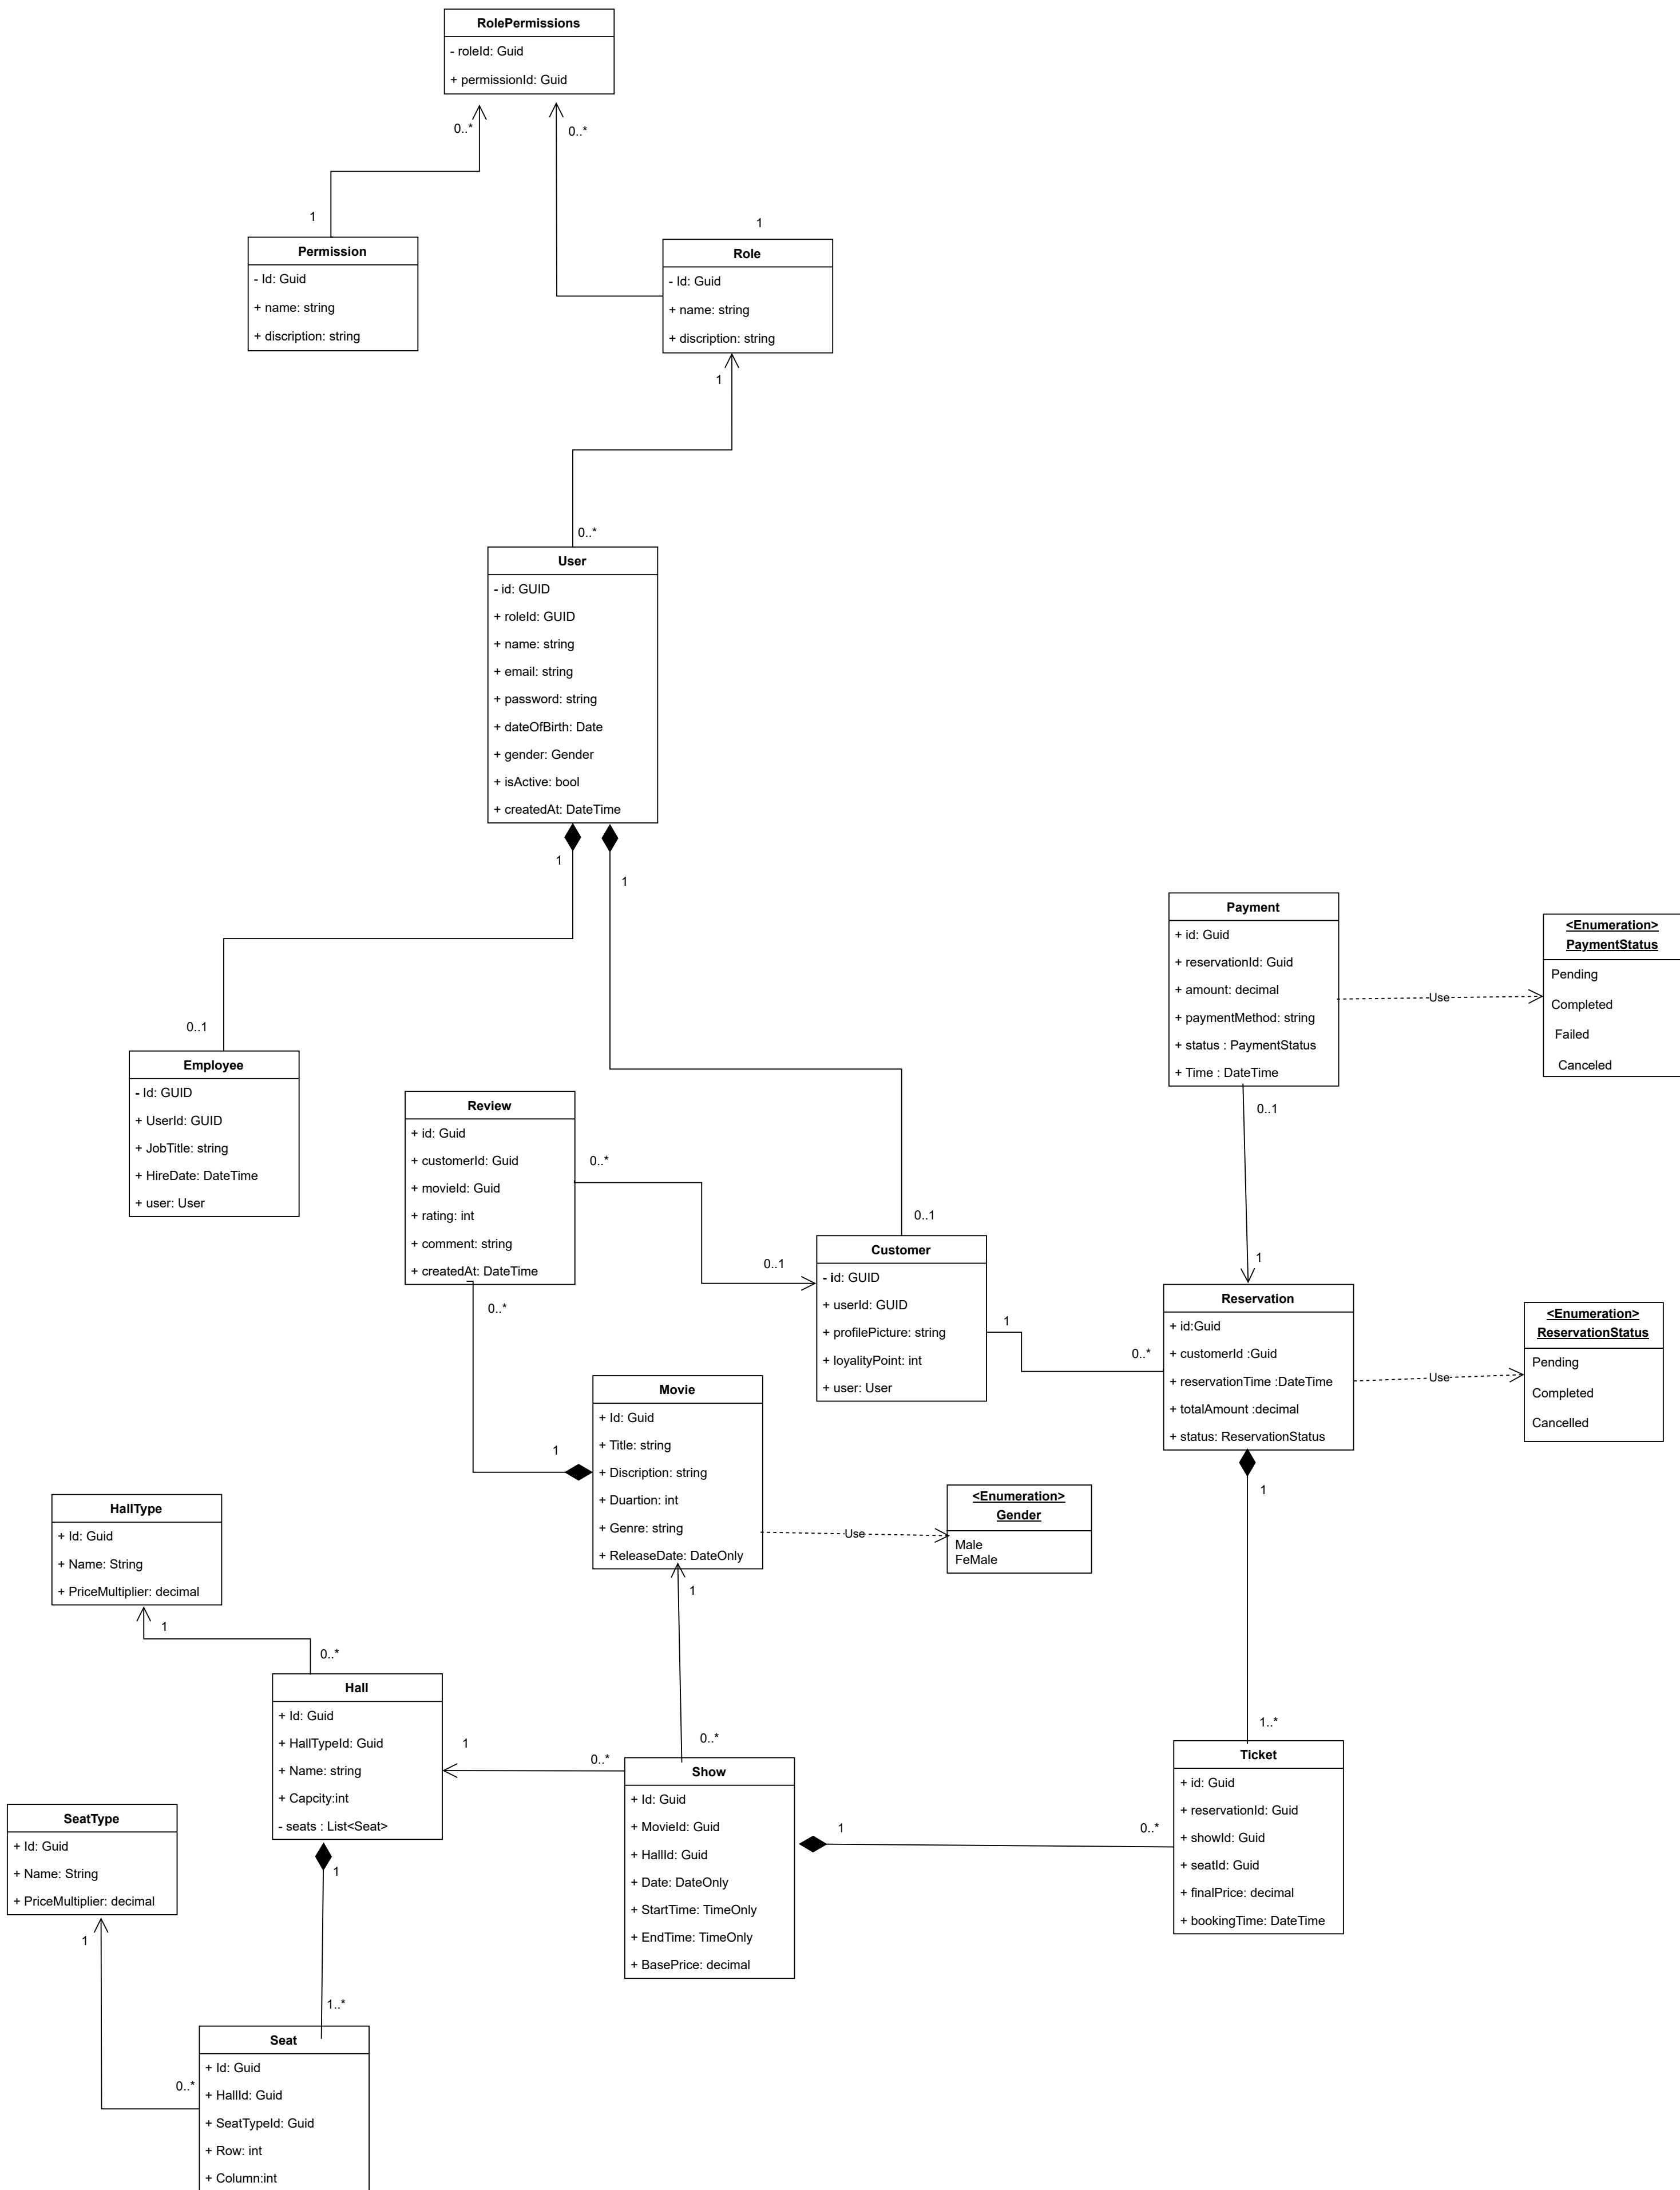 RolePermissions
- roleId: Guid
+ permissionId: Guid
0..*
0..*
1
1
Permission
- Id: Guid
+ name: string
+ discription: string
Role
- Id: Guid
+ name: string
+ discription: string
1
0..*
User
- id: GUID
+ roleId: GUID
+ name: string
+ email: string
+ password: string
+ dateOfBirth: Date
+ gender: Gender
+ isActive: bool
+ createdAt: DateTime
1
1
0..1
Employee
- Id: GUID
+ UserId: GUID
+ JobTitle: string
+ HireDate: DateTime
+ user: User
Payment
+ id: Guid
+ reservationId: Guid
+ amount: decimal
+ paymentMethod: string
+ status : PaymentStatus
+ Time : DateTime
Use
<Enumeration>
PaymentStatus
Pending
Completed
Failed
Canceled
0..1
1
Review
+ id: Guid
+ customerId: Guid
+ movieId: Guid
+ rating: int
+ comment: string
+ createdAt: DateTime
0..*
0..1
0..1
0..*
Customer
- id: GUID
+ userId: GUID
+ profilePicture: string
+ loyalityPoint: int
+ user: User
1
0..*
Reservation
+ id:Guid
+ customerId :Guid
+ reservationTime :DateTime
+ totalAmount :decimal
+ status: ReservationStatus
Use
<Enumeration>
ReservationStatus
Pending
Completed
Cancelled
1
1
Movie
+ Id: Guid
+ Title: string
+ Discription: string
+ Duartion: int
+ Genre: string
+ ReleaseDate: DateOnly
Use
<Enumeration>
Gender
Male
FeMale
1
HallType
+ Id: Guid
+ Name: String
+ PriceMultiplier: decimal
1
0..*
Hall
+ Id: Guid
+ HallTypeId: Guid
+ Name: string
+ Capcity:int
- seats : List<Seat>
1
0..*
0..*
1..*
Show
+ Id: Guid
+ MovieId: Guid
+ HallId: Guid
+ Date: DateOnly
+ StartTime: TimeOnly
+ EndTime: TimeOnly
+ BasePrice: decimal
1
0..*
Ticket
+ id: Guid
+ reservationId: Guid
+ showId: Guid
+ seatId: Guid
+ finalPrice: decimal
+ bookingTime: DateTime
SeatType
+ Id: Guid
+ Name: String
+ PriceMultiplier: decimal
1
1
1..*
0..*
Seat
+ Id: Guid
+ HallId: Guid
+ SeatTypeId: Guid
+ Row: int
+ Column:int